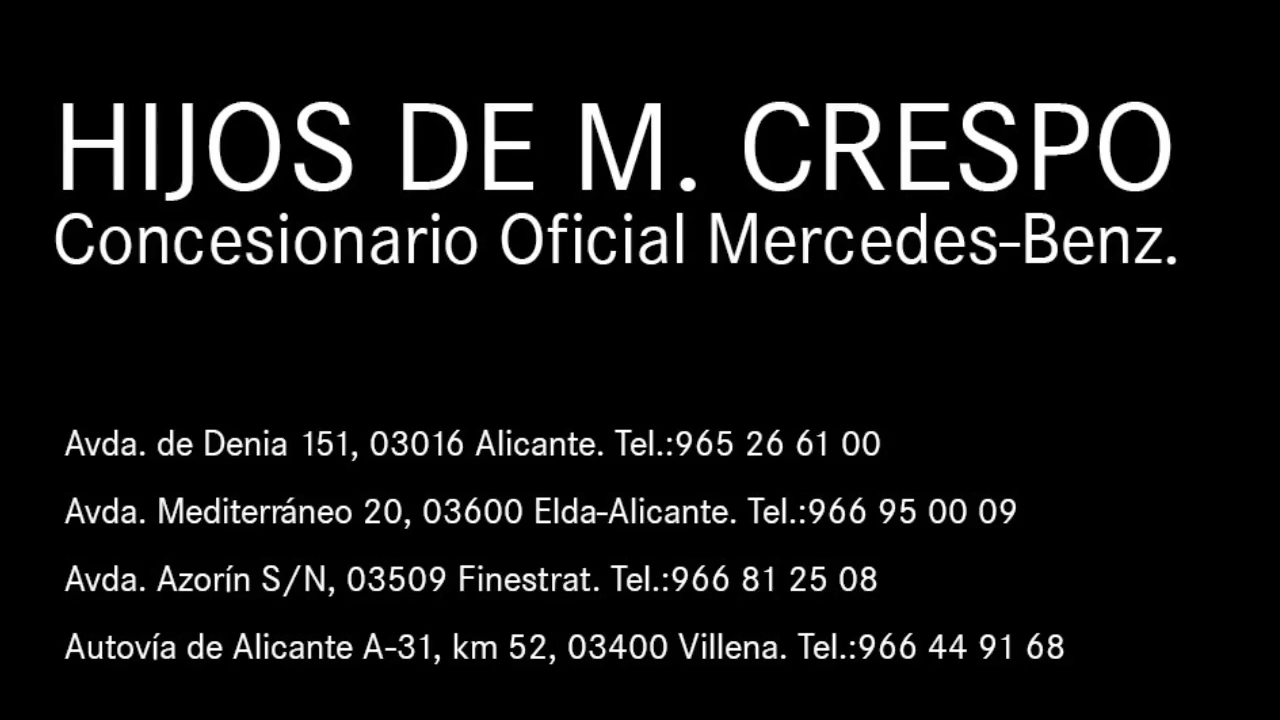 HIJOS DE M. CRESPO
Concesionario Oficial Mercedes-Benz.
Avda. de Denia 151, 03016 Alicante. Tel.:965 26 61 00
Avda. Mediterráneo 20, 03600 Elda-Alicante. Tel.:966 95 00 09
Avda. Azorín S/N, 03509 Finestrat. Tel.:966 81 25 08
Autovía de Alicante A-31, km 52, 03400 Villena. Tel.:966 44 91 68